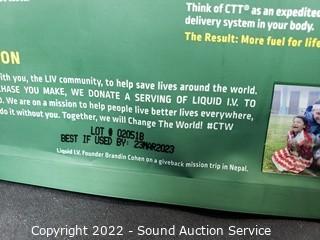 Think of CTT® as an expedited
delivery system in your body.
The Result: More fuel for life
ON
ith you, the LIV community, to help save lives around the world.
CHASE YOU MAKE, WE DONATE A SERVING OF LIQUID I.V. TO
D. We are on a mission to help people live better lives everywhere,
do it without you. Together, we will Change The World! #CTW
LOT # 020518
BEST IF USED BY: 23MAR2023
Liquid I.V. Founder Brandin Cohen on a giveback mission trip in Nepal.
Copyright 2022 - Sound Auction Service